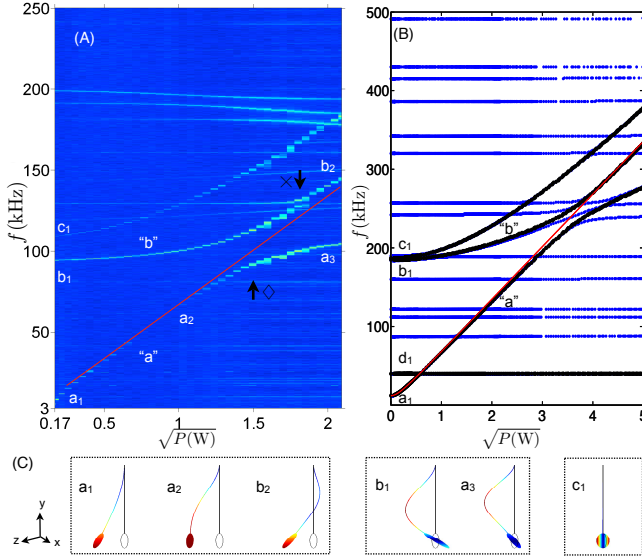 (A)
250
200
150
100
50
3
f (kHz)
c1
b1
"b"
a2
"a"
a1
×
b2
a3
◇
0.17 0.5 1 1.5 2
√P(W)
(B)
500
400
300
200
100
f (kHz)
c1
b1
"b"
"a"
d1
a1
0 1 2 3 4 5
√P(W)
(C)
y
z x
a1 a2 b2
b1 a3
c1